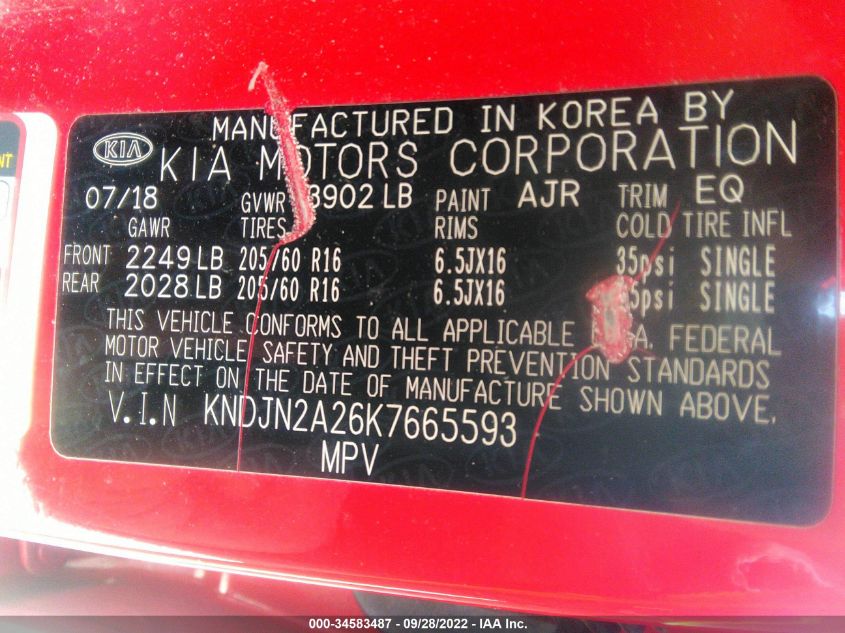 MANUFACTURED IN KOREA BY
KIA KIA MOTORS CORPORATION
07/18 GVWR 3902 LB PAINT AJR TRIM EQ
GAWR TIRES RIMS COLD TIRE INFL
FRONT 2249 LB 205/60 R16 6.5JX16 35psi SINGLE
REAR 2028 LB 205/60 R16 6.5JX16 5psi SINGLE
THIS VEHICLE CONFORMS TO ALL APPLICABLE FEDERAL
MOTOR VEHICLE SAFETY AND THEFT PREVENTION STANDARDS
IN EFFECT ON THE DATE OF MANUFACTURE SHOWN ABOVE.
V.I.N KNDJN2A26K7665593
MPV
NT
000-34583487 - 09/28/2022 - IAA Inc.